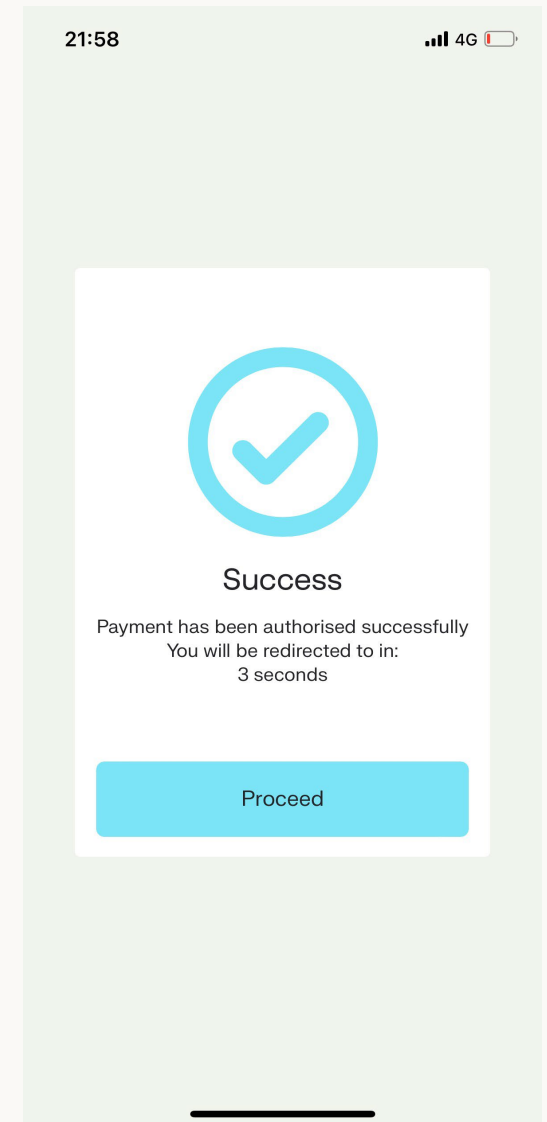 21:58 4G
Success
Payment has been authorised successfully
You will be redirected to in:
3 seconds
Proceed